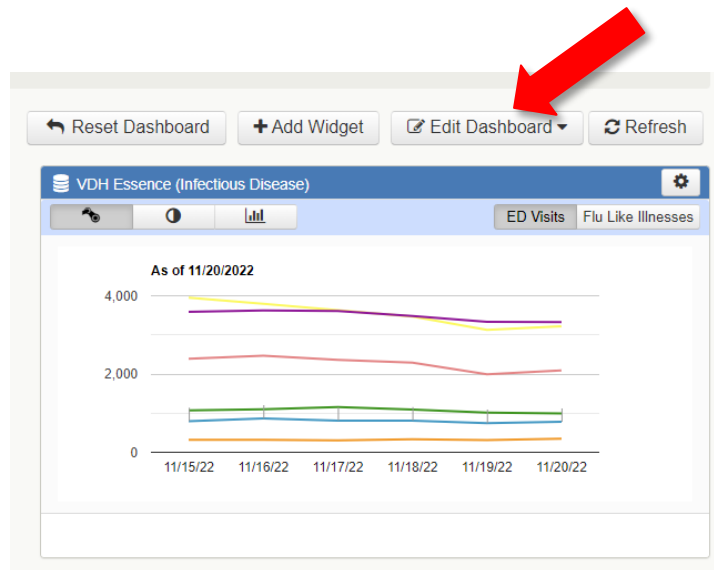 Reset Dashboard Add Widget Edit Dashboard Refresh
VDH Essence (Infectious Disease)
ED Visits Flu Like Illnesses
As of 11/20/2022
4,000
2,000
0
11/15/22 11/16/22 11/17/22 11/18/22 11/19/22 11/20/22